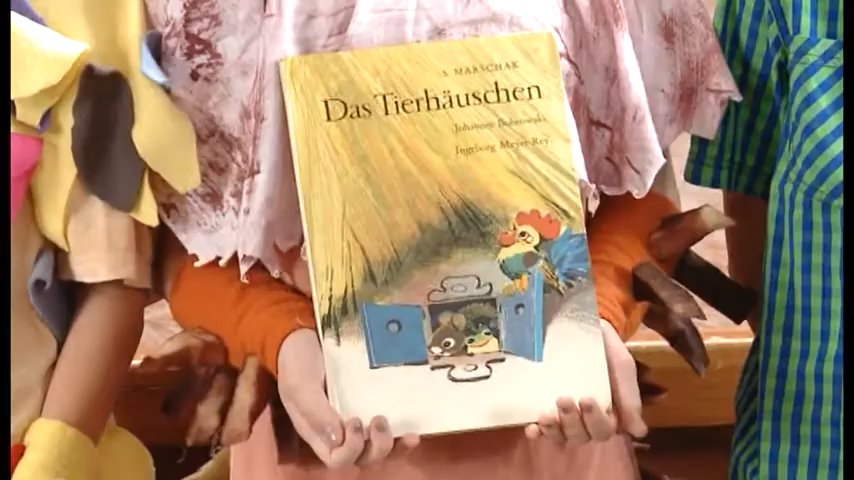 S. MARSCHAK
Das Tierhäuschen
Johannes Bobrowski
Ingeborg Meyer-Rey